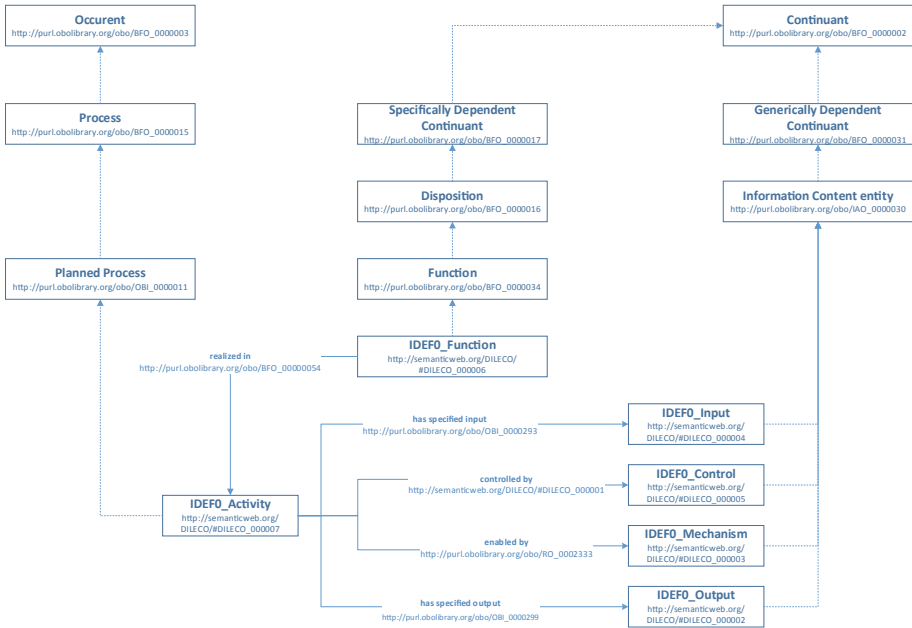 Occurent
http://purl.obolibrary.org/obo/BFO_0000003
Continuant
http://purl.obolibrary.org/obo/BFO_0000002
Process
http://purl.obolibrary.org/obo/BFO_0000015
Specifically Dependent
Continuant
http://purl.obolibrary.org/obo/BFO_0000017
Generically Dependent
Continuant
http://purl.obolibrary.org/obo/BFO_0000031
Disposition
http://purl.obolibrary.org/obo/BFO_0000016
Information Content entity
http://purl.obolibrary.org/obo/IAO_0000030
Planned Process
http://purl.obolibrary.org/obo/OBI_0000011
Function
http://purl.obolibrary.org/obo/BFO_0000034
IDEF0_Function
http://semanticweb.org/DILECO/
#DILECO_000006
realized in
http://purl.obolibrary.org/obo/BFO_00000054
has specified input
http://purl.obolibrary.org/obo/OBI_0000293
IDEF0_Input
http://semanticweb.org/
DILECO/#DILECO_000004
controlled by
http://semanticweb.org/DILECO/#DILECO_000001
IDEF0_Control
http://semanticweb.org/
DILECO/#DILECO_000005
IDEF0_Activity
http://semanticweb.org/
DILECO/#DILECO_000007
enabled by
http://purl.obolibrary.org/obo/RO_0002333
IDEF0_Mechanism
http://semanticweb.org/
DILECO/#DILECO_000003
has specified output
http://purl.obolibrary.org/obo/OBI_0000299
IDEF0_Output
http://semanticweb.org/
DILECO/#DILECO_000002